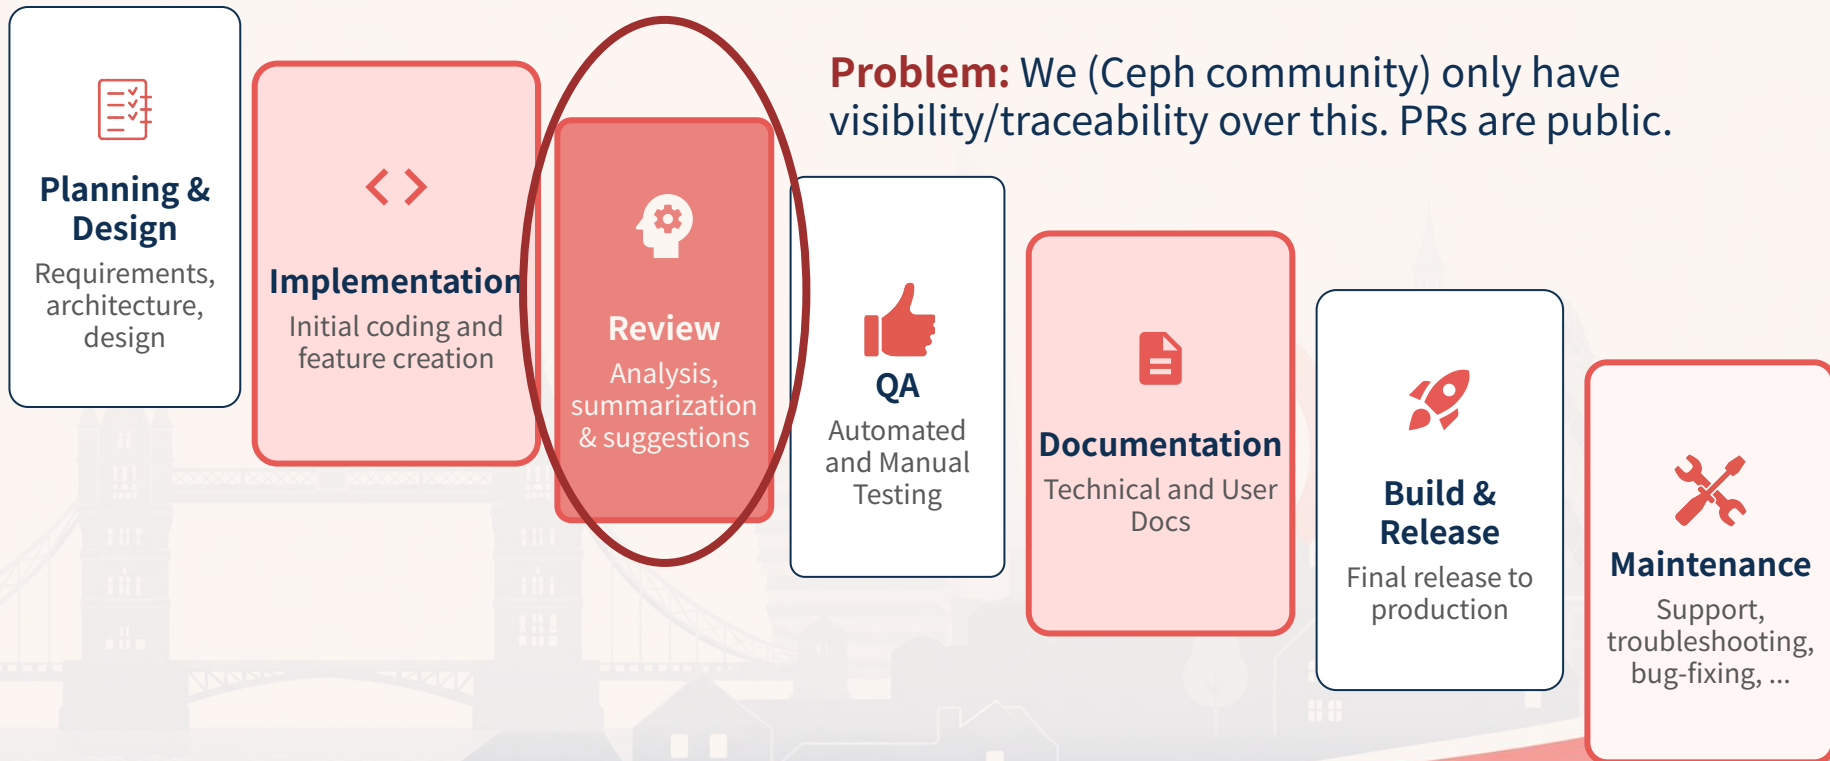 Problem: We (Ceph community) only have
visibility/traceability over this. PRs are public.
Planning &
Design
Requirements,
architecture,
design
Implementation
Initial coding and
feature creation
Review
Analysis,
summarization
& suggestions
QA
Automated
and Manual
Testing
Documentation
Technical and User
Docs
Build &
Release
Final release to
production
Maintenance
Support,
troubleshooting,
bug-fixing, ...